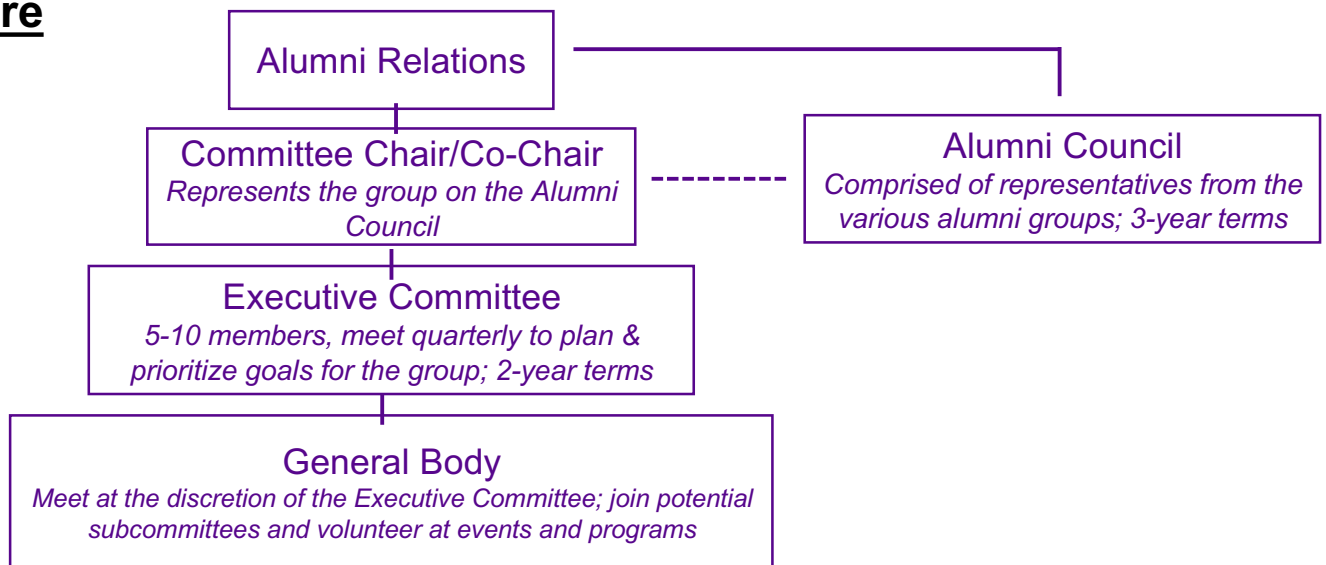 re
Alumni Relations
Committee Chair/Co-Chair
Represents the group on the Alumni
Council
Alumni Council
Comprised of representatives from the
various alumni groups; 3-year terms
Executive Committee
5-10 members, meet quarterly to plan &
prioritize goals for the group; 2-year terms
General Body
Meet at the discretion of the Executive Committee; join potential
subcommittees and volunteer at events and programs